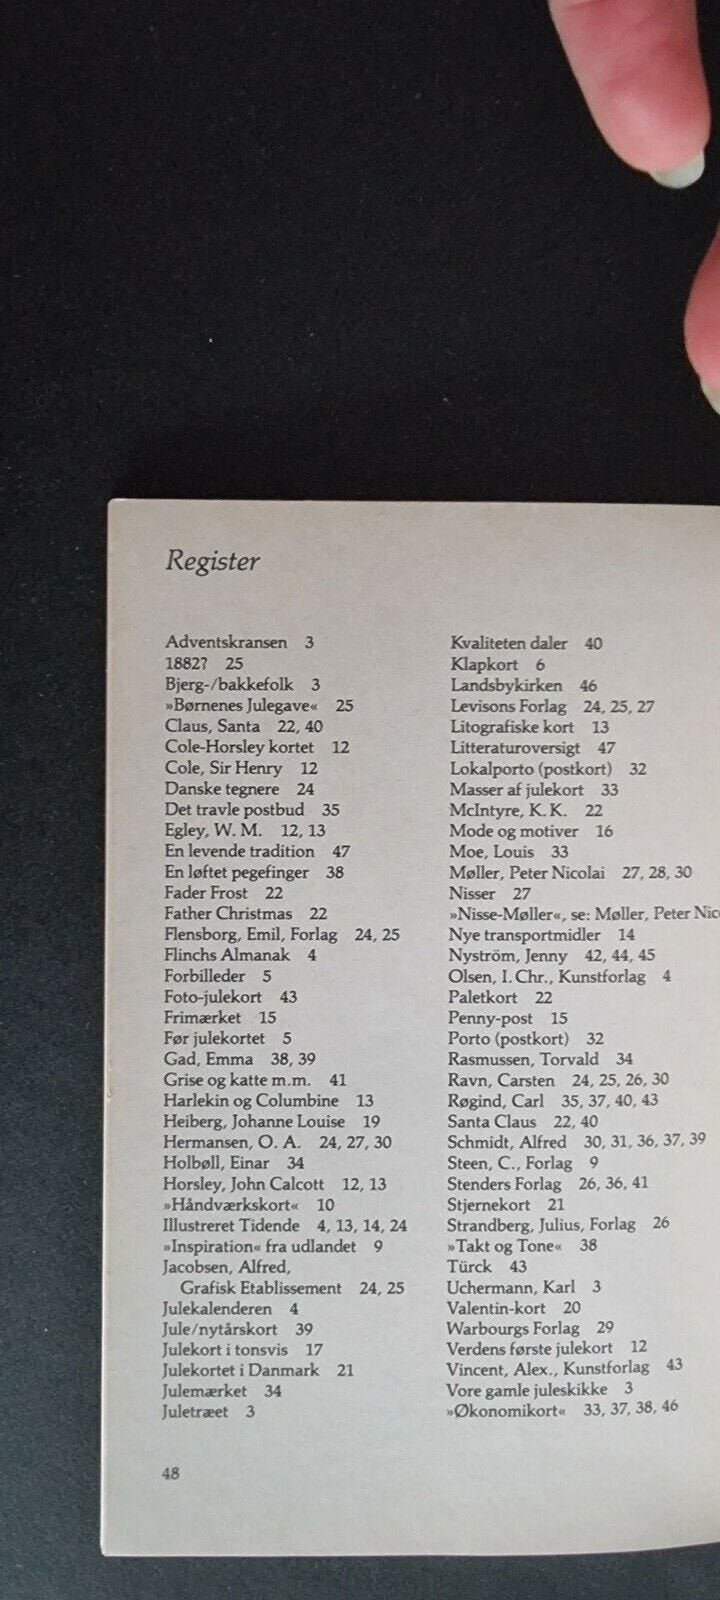 Register
Adventskransen 3
1882? 25
Bjerg-/bakkefolk 3
»Børnenes Julegave« 25
Claus, Santa 22, 40
Cole-Horsley kortet 12
Cole, Sir Henry 12
Danske tegnere 24
Det travle postbud 35
Egley, W. M. 12, 13
En levende tradition 47
En løftet pegefinger 38
Fader Frost 22
Father Christmas 22
Flensborg, Emil, Forlag 24, 25
Flinchs Almanak 4
Forbilleder 5
Foto-julekort 43
Frimærket 15
Før julekortet 5
Gad, Emma 38, 39
Grise og katte m.m. 41
Harlekin og Columbine 13
Heiberg, Johanne Louise 19
Hermansen, O. A. 24, 27, 30
Holbøll, Einar 34
Horsley, John Calcott 12, 13
»Håndværkskort« 10
Illustreret Tidende 4, 13, 14, 24
»Inspiration« fra udlandet 9
Jacobsen, Alfred,
Grafisk Etablissement 24, 25
Julekalenderen 4
Jule/nytårskort 39
Julekort i tonsvis 17
Julekortet i Danmark 21
Julemærket 34
Juletræet 3
Kvaliteten daler 40
Klapkort 6
Landsbykirken 46
Levisons Forlag 24, 25, 27
Litografiske kort 13
Litteraturoversigt 47
Lokalporto (postkort) 32
Masser af julekort 33
McIntyre, K. K. 22
Mode og motiver 16
Moe, Louis 33
Møller, Peter Nicolai 27, 28, 30
Nisser 27
»Nisse-Møller«, se: Møller, Peter
Nye transportmidler 14
Nyström, Jenny 42, 44, 45
Olsen, I. Chr., Kunstforlag 4
Paletkort 22
Penny-post 15
Porto (postkort) 32
Rasmussen, Torvald 34
Ravn, Carsten 24, 25, 26, 30
Røgind, Carl 35, 37, 40, 43
Santa Claus 22, 40
Schmidt, Alfred 30, 31, 36, 37, 39
Steen, C., Forlag 9
Stenders Forlag 26, 36, 41
Stjernekort 21
Strandberg, Julius, Forlag 26
»Takt og Tone« 38
Türck 43
Uchermann, Karl 3
Valentin-kort 20
Warbourgs Forlag 29
Verdens første julekort 12
Vincent, Alex., Kunstforlag 43
Vore gamle juleskikke 3
»Økonomikort« 33, 37, 38, 46
48